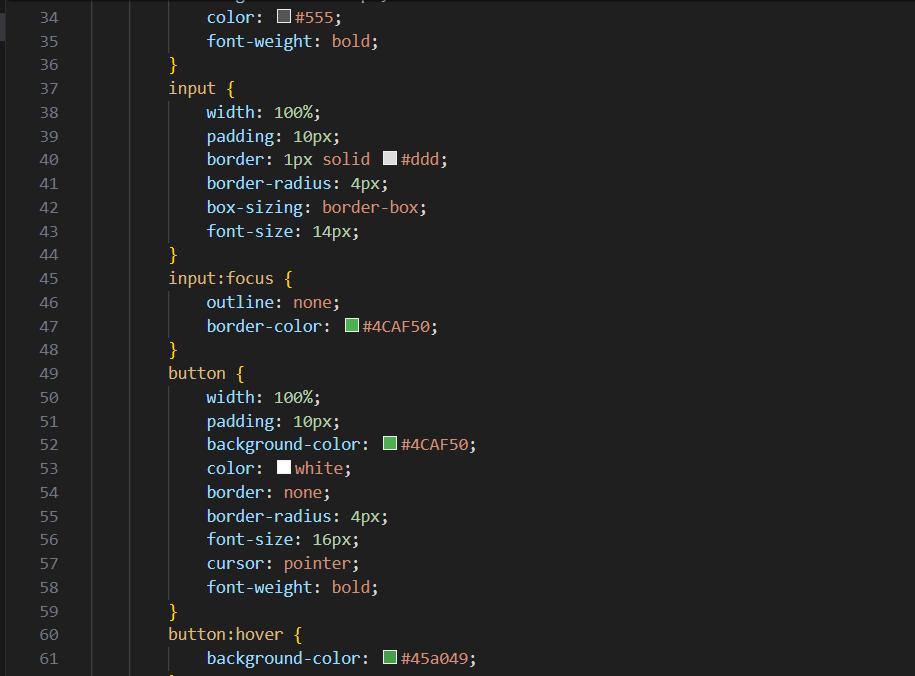 34 color: #555;
35 font-weight: bold;
36 }
37 input {
38 width: 100%;
39 padding: 10px;
40 border: 1px solid #ddd;
41 border-radius: 4px;
42 box-sizing: border-box;
43 font-size: 14px;
44 }
45 input:focus {
46 outline: none;
47 border-color: #4CAF50;
48 }
49 button {
50 width: 100%;
51 padding: 10px;
52 background-color: #4CAF50;
53 color: white;
54 border: none;
55 border-radius: 4px;
56 font-size: 16px;
57 cursor: pointer;
58 font-weight: bold;
59 }
60 button:hover {
61 background-color: #45a049;